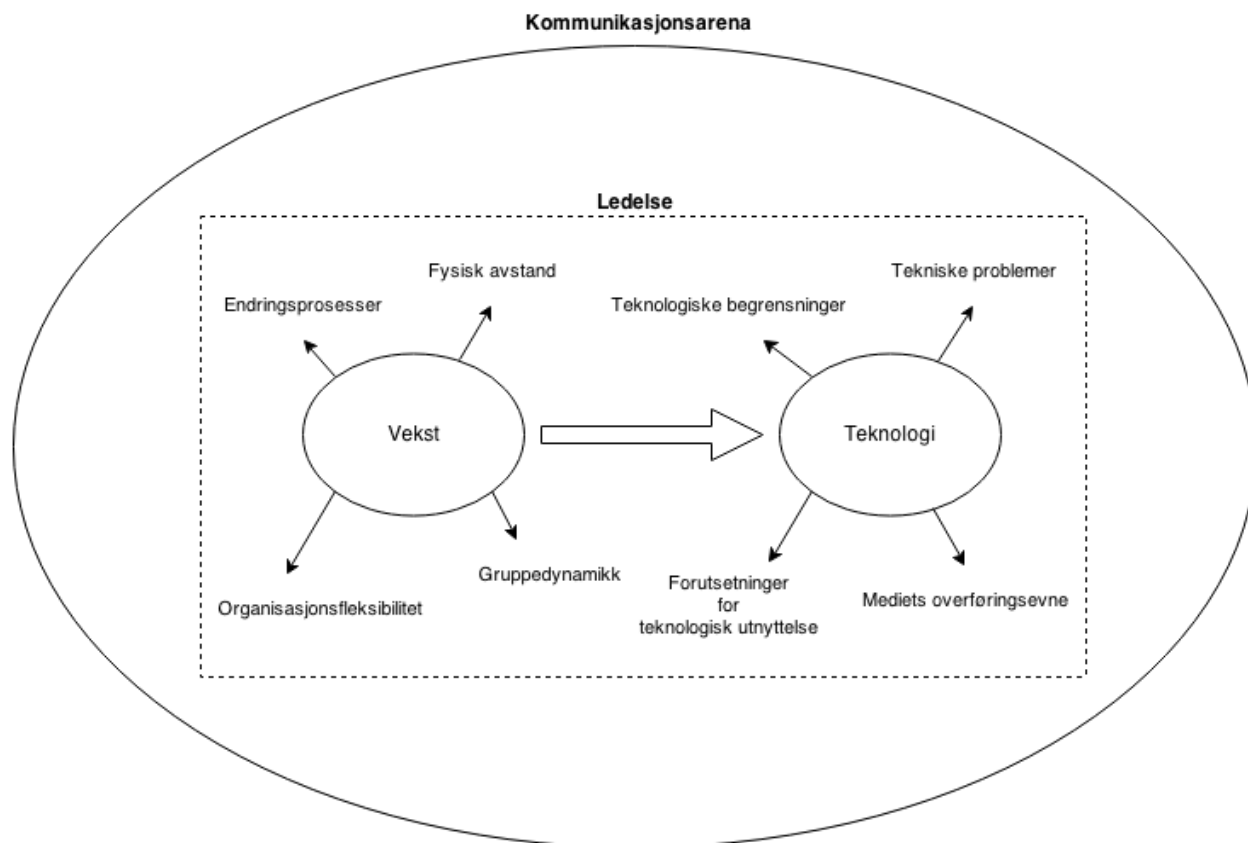 Kommunikasjonsarena
Ledelse
Fysisk avstand
Tekniske problemer
Endringsprosesser
Teknologiske begrensninger
Vekst
Teknologi
Gruppedynamikk
Organisasjonsfleksibilitet
Forutsetninger
for
teknologisk utnyttelse
Mediets overføringsevne